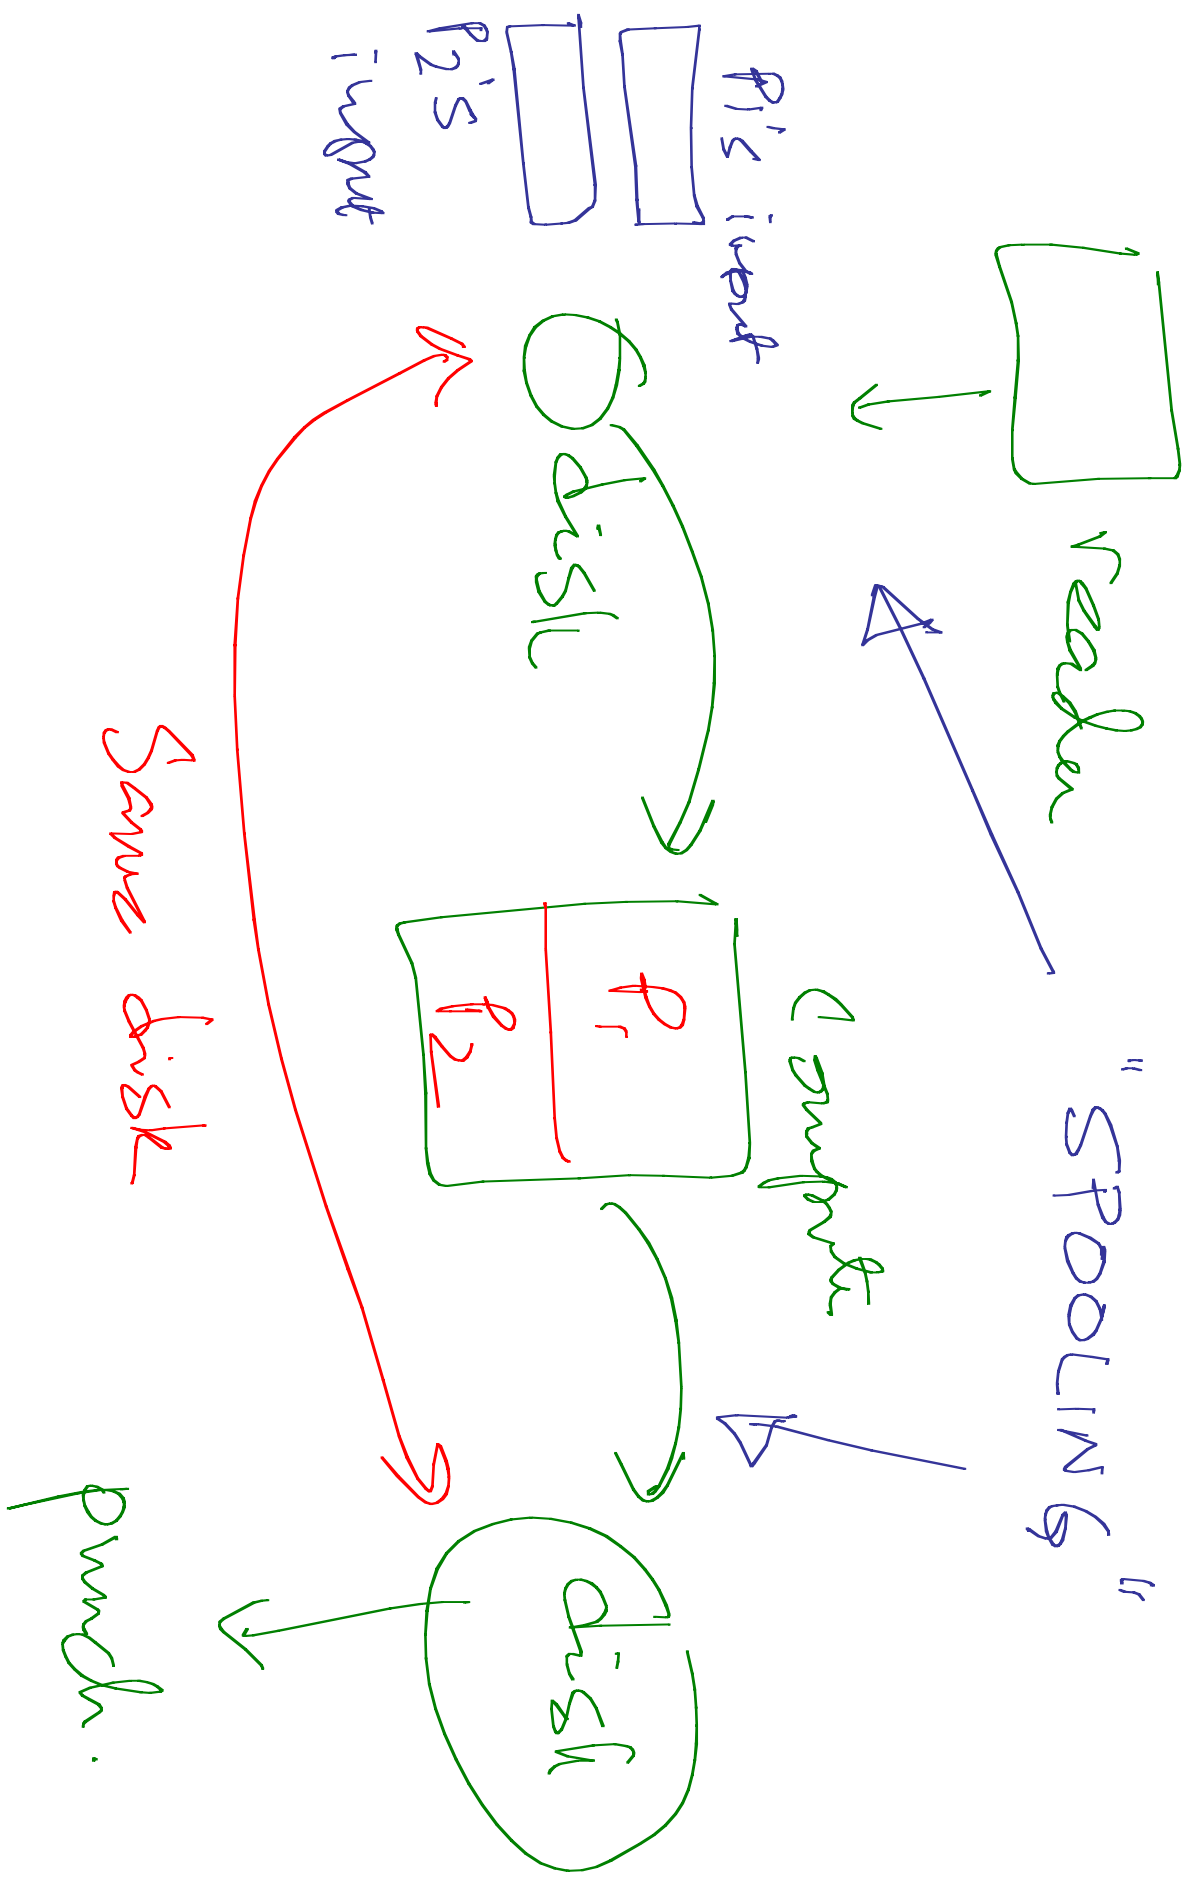 "SPOOLING"
reader
Compute
P1's input
disk
P1
Disk
P2's
input
P2
Same disk
Punch.